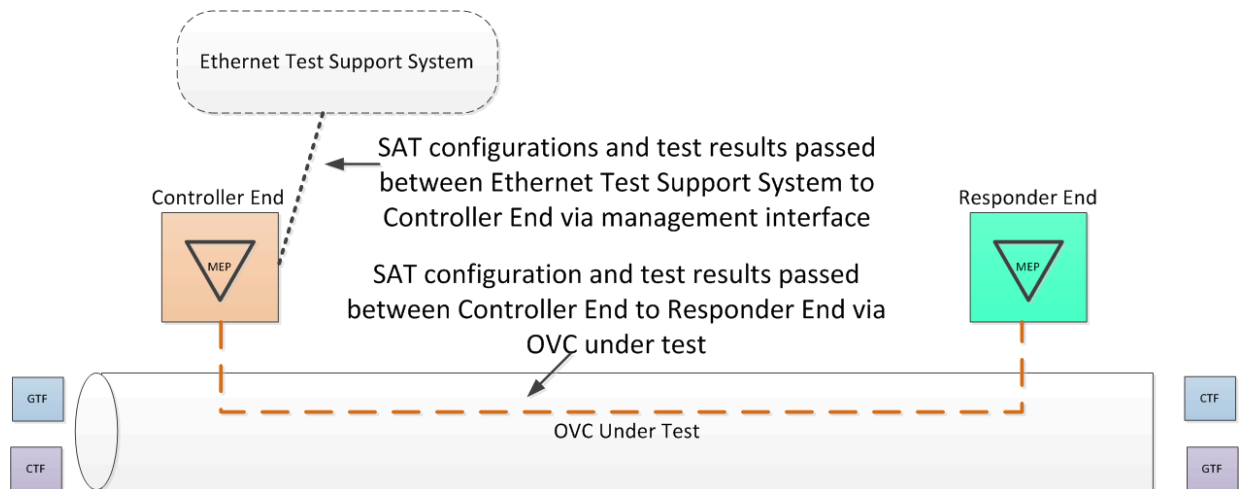 Ethernet Test Support System
SAT configurations and test results passed
between Ethernet Test Support System to
Controller End via management interface
Controller End
Responder End
MEP
MEP
SAT configuration and test results passed
between Controller End to Responder End via
OVC under test
GTF
CTF
OVC Under Test
CTF
GTF